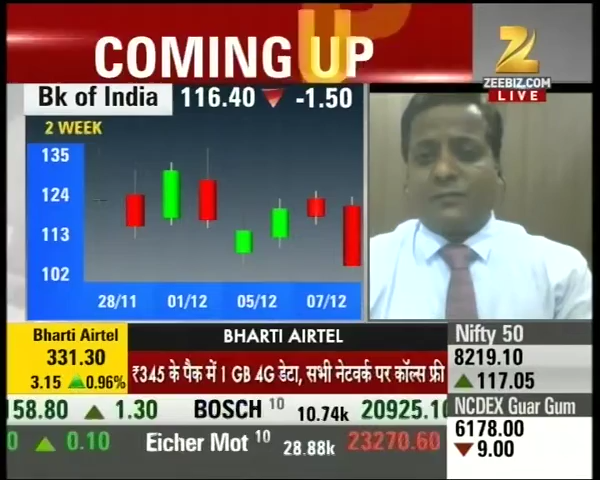 COMING UP
ZEEBIZ.COM
LIVE
Bk of India 116.40 -1.50
2 WEEK
135
124
113
102
28/11 01/12 05/12 07/12
Bharti Airtel
331.30
3.15 0.96%
BHARTI AIRTEL
₹345 के पैक में 1 GB 4G डेटा, सभी नेटवर्क पर कॉल्स फ्री
Nifty 50
8219.10
117.05
NCDEX Guar Gum
6178.00
9.00
158.80 1.30 BOSCH 10 10.74k 20925.10
0 0.10 Eicher Mot 10 28.88k 23270.60